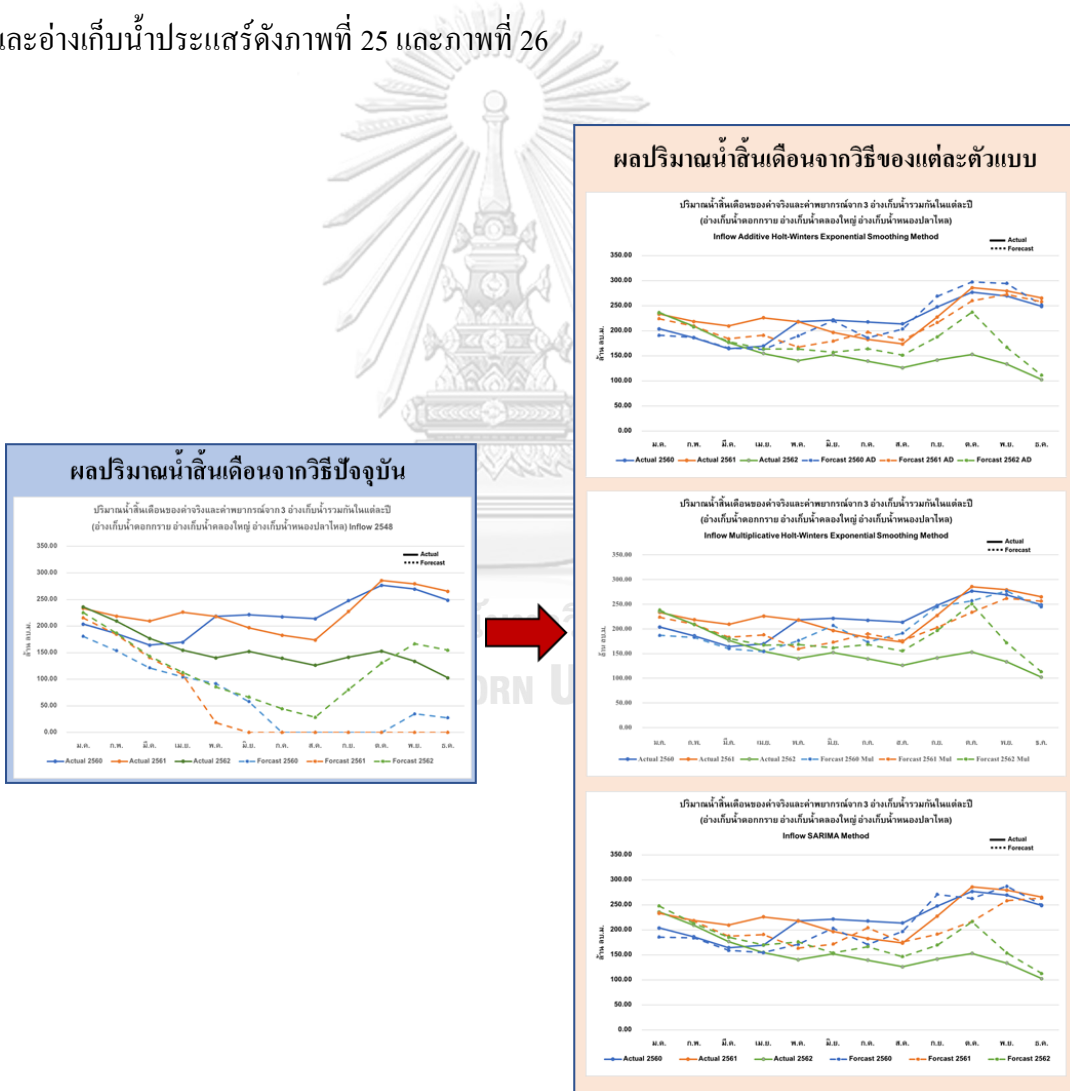 และอ่างเก็บน้ำประแสร์ดังภาพที่ 25 และภาพที่ 26
ผลปริมาณน้ำสิ้นเดือนจากวิธีปัจจุบัน
ปริมาณน้ำสิ้นเดือนของค่าจริงและค่าพยากรณ์จาก3 อ่างเก็บน้ำรวมกันในแต่ละปี
(อ่างเก็บน้ำดอกกราย อ่างเก็บน้ำคลองใหญ่ อ่างเก็บน้ำหนองปลาไหล) Inflow 2548
Actual
Forecast
350.00
300.00
250.00
200.00
150.00
100.00
50.00
0.00
ล้าน ลบ.ม.
ม.ค. ก.พ. มี.ค. เม.ย. พ.ค. มิ.ย. ก.ค. ส.ค. ก.ย. ต.ค. พ.ย. ธ.ค.
Actual 2560 Actual 2561 Actual 2562 Forcast 2560 Forcast 2561 Forcast 2562
ORN U
ผลปริมาณน้ำสิ้นเดือนจากวิธีของแต่ละตัวแบบ
ปริมาณน้ำสิ้นเดือนของค่าจริงและค่าพยากรณ์จาก3 อ่างเก็บน้ำรวมกันในแต่ละปี
(อ่างเก็บน้ำดอกกราย อ่างเก็บน้ำคลองใหญ่ อ่างเก็บน้ำหนองปลาไหล)
Inflow Additive Holt-Winters Exponential Smoothing Method
Actual
Forecast
350.00
300.00
250.00
200.00
150.00
100.00
50.00
0.00
ล้าน ลบ.ม.
ม.ค. ก.พ. มี.ค. เม.ย. พ.ค. มิ.ย. ก.ค. ส.ค. ก.ย. ต.ค. พ.ย. ธ.ค.
Actual 2560 Actual 2561 Actual 2562 Forcast 2560 AD Forcast 2561 AD Forcast 2562 AD
ปริมาณน้ำสิ้นเดือนของค่าจริงและค่าพยากรณ์จาก3 อ่างเก็บน้ำรวมกันในแต่ละปี
(อ่างเก็บน้ำดอกกราย อ่างเก็บน้ำคลองใหญ่ อ่างเก็บน้ำหนองปลาไหล)
Inflow Multiplicative Holt-Winters Exponential Smoothing Method
Actual
Forecast
350.00
300.00
250.00
200.00
150.00
100.00
50.00
0.00
ล้าน ลบ.ม.
ม.ค. ก.พ. มี.ค. เม.ย. พ.ค. มิ.ย. ก.ค. ส.ค. ก.ย. ต.ค. พ.ย. ธ.ค.
Actual 2560 Actual 2561 Actual 2562 Forcast 2560 Mul Forcast 2561 Mul Forcast 2562 Mul
ปริมาณน้ำสิ้นเดือนของค่าจริงและค่าพยากรณ์จาก3 อ่างเก็บน้ำรวมกันในแต่ละปี
(อ่างเก็บน้ำดอกกราย อ่างเก็บน้ำคลองใหญ่ อ่างเก็บน้ำหนองปลาไหล)
Inflow SARIMA Method
Actual
Forecast
350.00
300.00
250.00
200.00
150.00
100.00
50.00
0.00
ล้าน ลบ.ม.
ม.ค. ก.พ. มี.ค. เม.ย. พ.ค. มิ.ย. ก.ค. ส.ค. ก.ย. ต.ค. พ.ย. ธ.ค.
Actual 2560 Actual 2561 Actual 2562 Forcast 2560 Forcast 2561 Forcast 2562